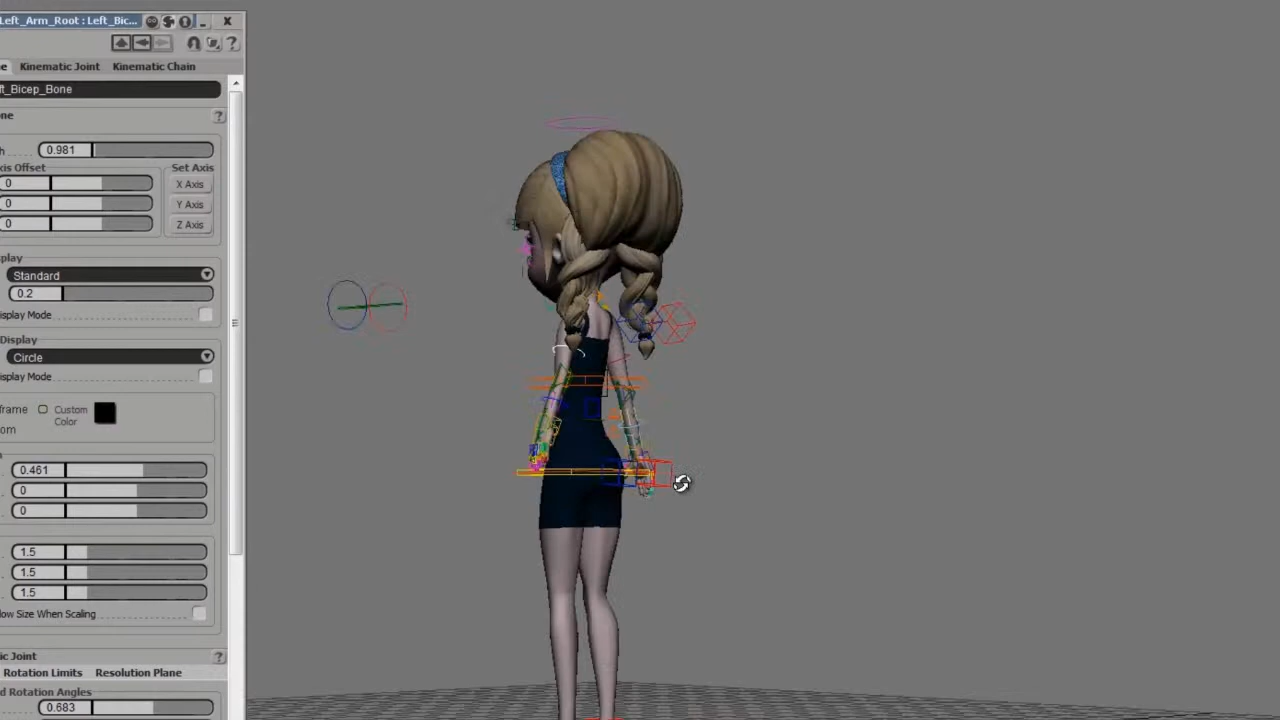 Left_Arm_Root : Left_Bic...
Kinematic Joint
Kinematic Chain
ft_Bicep_Bone
?
0.981
xis Offset
Set Axis
0
X Axis
0
Y Axis
0
Z Axis
play
Standard
0.2
isplay Mode
Display
Circle
isplay Mode
frame
Custom
Color
om
0.461
0
0
1.5
1.5
1.5
low Size When Scaling
ic Joint
?
Rotation Limits
Resolution Plane
d Rotation Angles
0.683